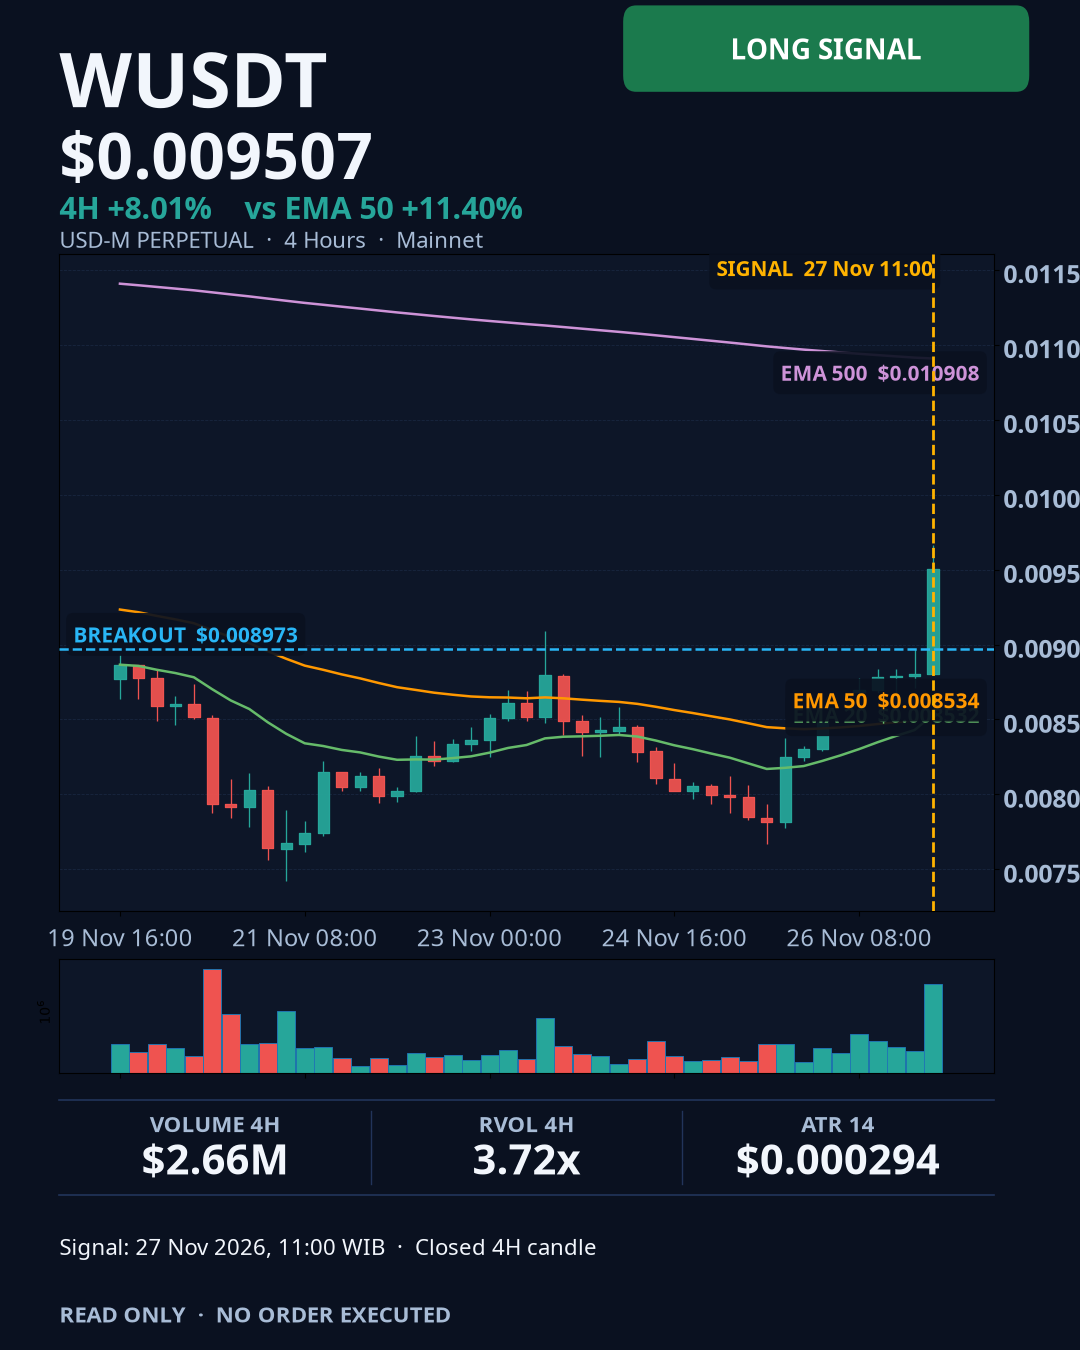 LONG SIGNAL
WUSDT
$0.009507
4H +8.01% vs EMA 50 +11.40%
USD-M PERPETUAL · 4 Hours · Mainnet
SIGNAL 27 Nov 11:00
0.0115
0.0110
EMA 500 $0.010908
0.0105
0.0100
0.0095
BREAKOUT $0.008973
0.0090
EMA 50 $0.008534
EMA 20 $0.008532
0.0085
0.0080
0.0075
19 Nov 16:00 21 Nov 08:00 23 Nov 00:00 24 Nov 16:00 26 Nov 08:00
10⁶
VOLUME 4H RVOL 4H ATR 14
$2.66M 3.72x $0.000294
Signal: 27 Nov 2026, 11:00 WIB · Closed 4H candle
READ ONLY · NO ORDER EXECUTED